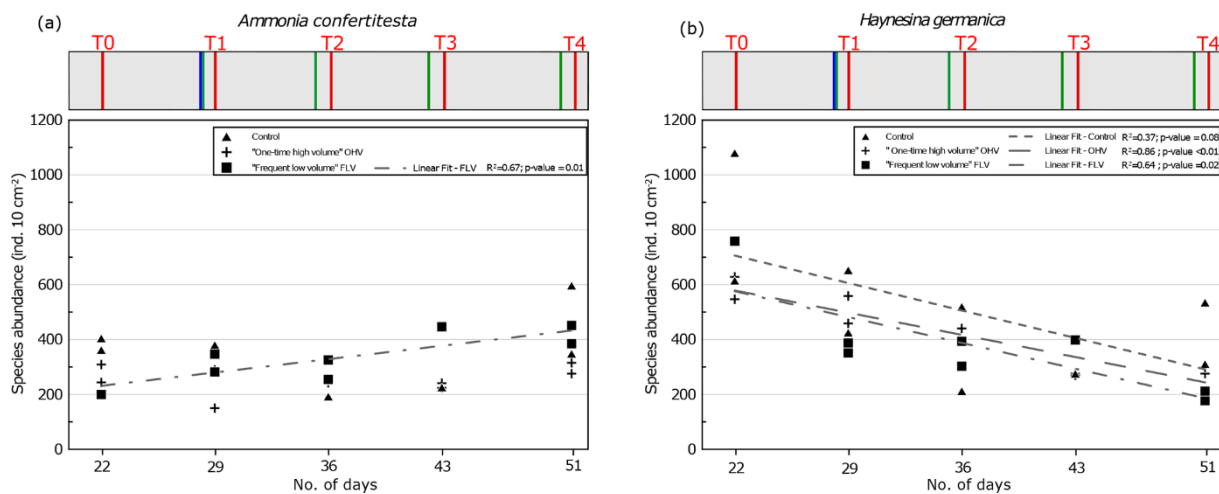 (a)
Ammonia confertitesta
T0 T1 T2 T3 T4
1200
1000
800
600
400
200
0
Species abundance (ind. 10 cm-2)
Control
"One-time high volume" OHV
"Frequent low volume" FLV Linear Fit - FLV R2=0.67; p-value = 0.01
22 29 36 43 51
No. of days
(b)
Haynesina germanica
T0 T1 T2 T3 T4
1200
1000
800
600
400
200
0
Species abundance (ind. 10 cm-2)
Control Linear Fit - Control R2=0.37; p-value = 0.08
"One-time high volume" OHV Linear Fit - OHV R2=0.86 ; p-value <0.01
"Frequent low volume" FLV Linear Fit - FLV R2=0.64 ; p-value =0.02
22 29 36 43 51
No. of days